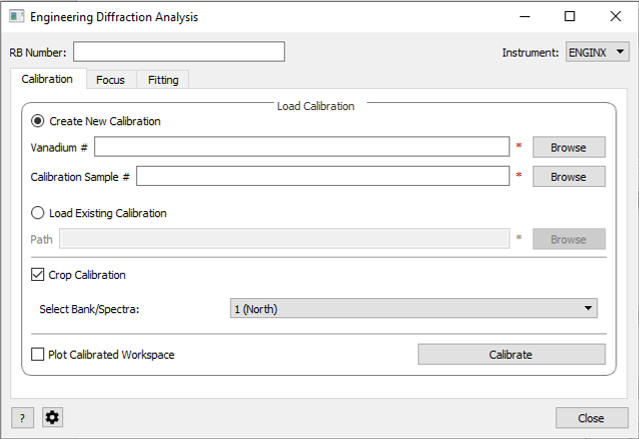 Engineering Diffraction Analysis
RB Number: Instrument: ENGINX
Calibration Focus Fitting
Load Calibration
Create New Calibration
Vanadium # * Browse
Calibration Sample # * Browse
Load Existing Calibration
Path * Browse
Crop Calibration
Select Bank/Spectra: 1 (North)
Plot Calibrated Workspace Calibrate
? Close